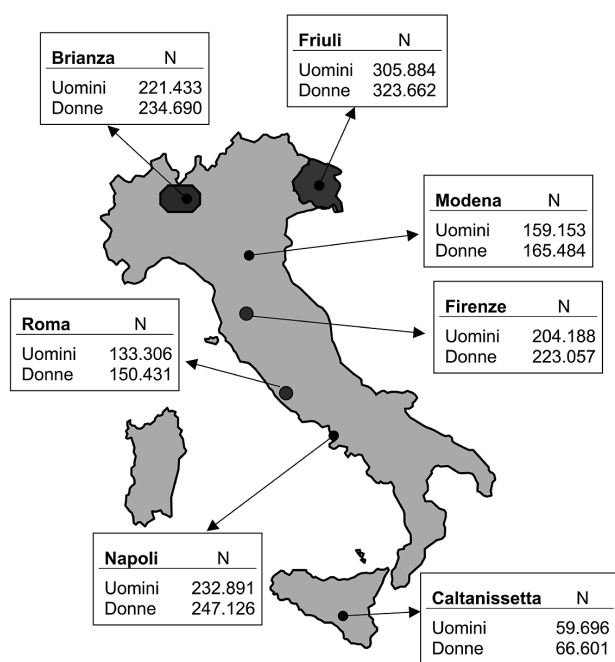 Brianza N
Uomini 221.433
Donne 234.690
Friuli N
Uomini 305.884
Donne 323.662
Modena N
Uomini 159.153
Donne 165.484
Firenze N
Uomini 204.188
Donne 223.057
Roma N
Uomini 133.306
Donne 150.431
Napoli N
Uomini 232.891
Donne 247.126
Caltanissetta N
Uomini 59.696
Donne 66.601